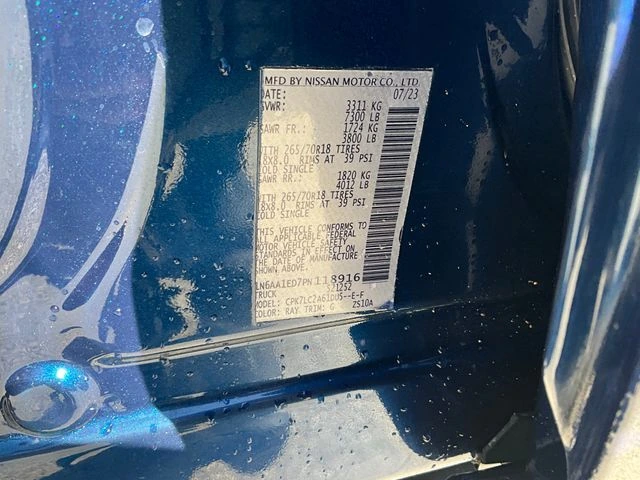 MFD BY NISSAN MOTOR CO., LTD
DATE: 07/23
GVWR: 3311 KG
7300 LB
GAWR FR.: 1724 KG
3800 LB
WITH 265/70R18 TIRES
18X8.0 RIMS AT 39 PSI
COLD SINGLE
GAWR RR.: 1820 KG
4012 LB
WITH 265/70R18 TIRES
18X8.0 RIMS AT 39 PSI
COLD SINGLE
THIS VEHICLE CONFORMS TO
ALL APPLICABLE FEDERAL
MOTOR VEHICLE SAFETY
STANDARDS IN EFFECT ON
THE DATE OF MANUFACTURE
1N6AA1ED7PN118916
TRUCK 521252
MODEL: CPK7LC2A61DUS--E-F
COLOR: RAY TRIM: G ZSIOA